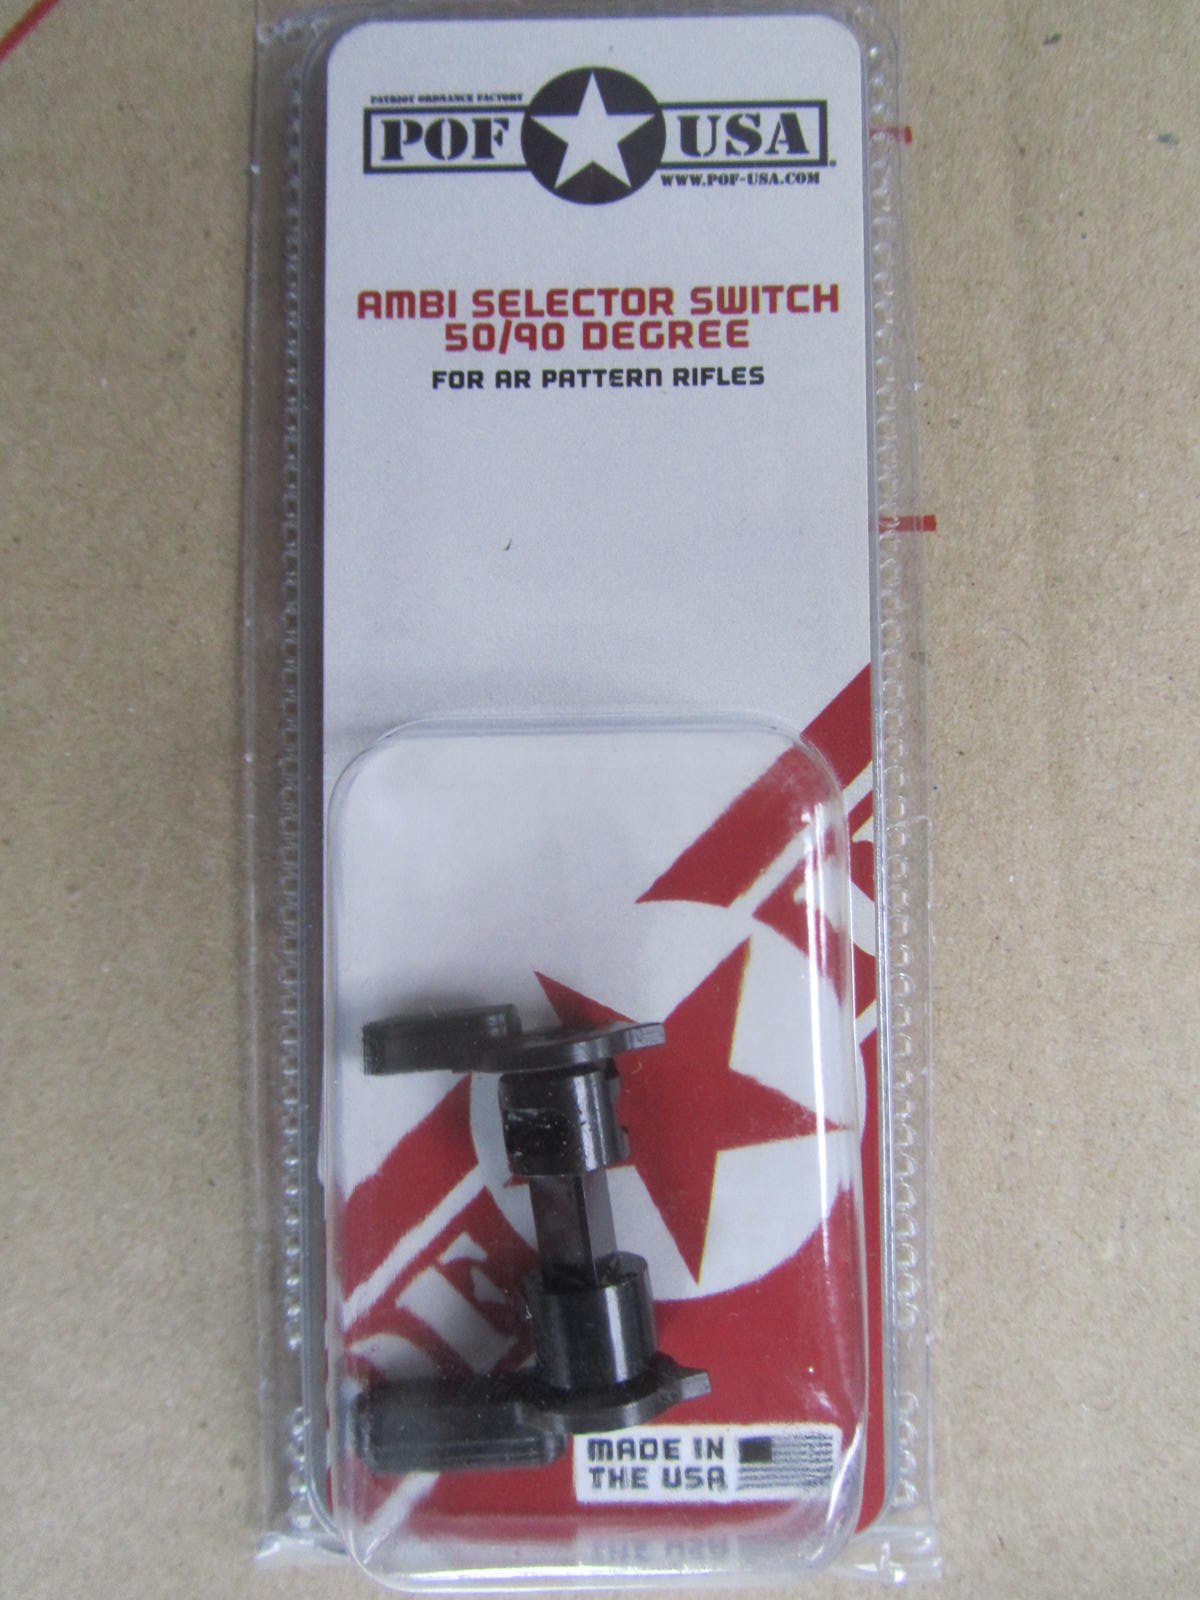 PATRIOT ORDNANCE FACTORY
POF USA
WWW.POF-USA.COM
AMBI SELECTOR SWITCH
50/90 DEGREE
FOR AR PATTERN RIFLES
POF
MADE IN
THE USA